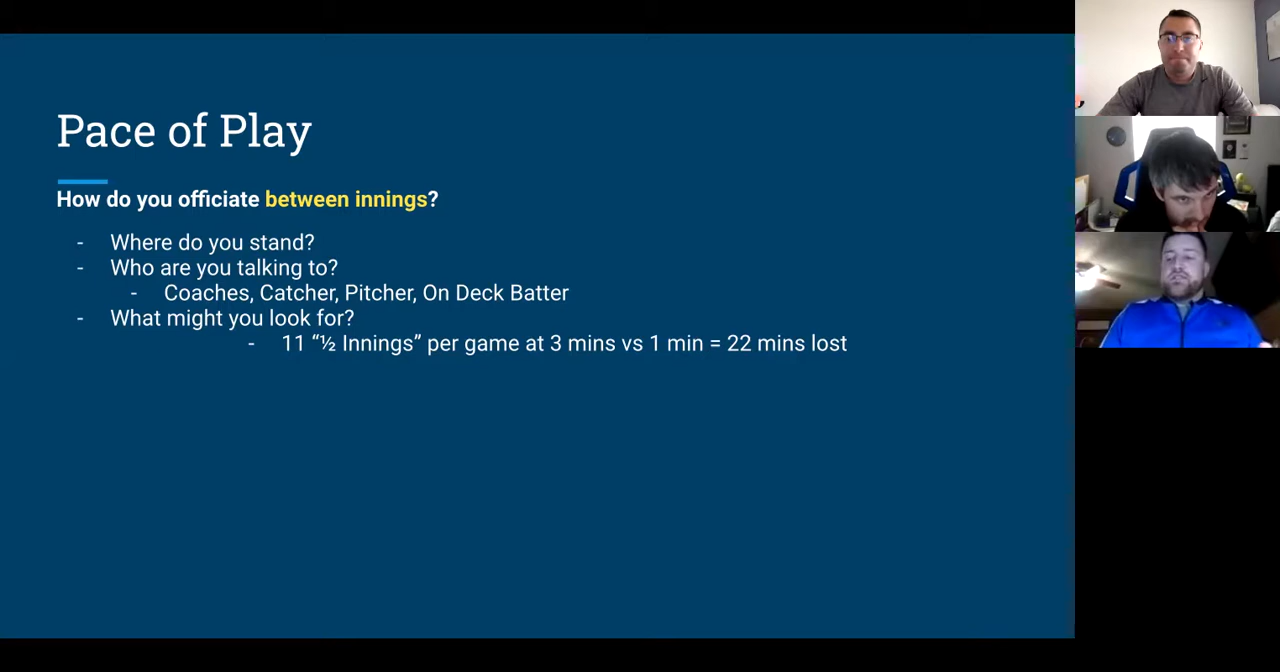 Pace of Play
How do you officiate between innings?
- Where do you stand?
- Who are you talking to?
- Coaches, Catcher, Pitcher, On Deck Batter
- What might you look for?
- 11 “½ Innings” per game at 3 mins vs 1 min = 22 mins lost